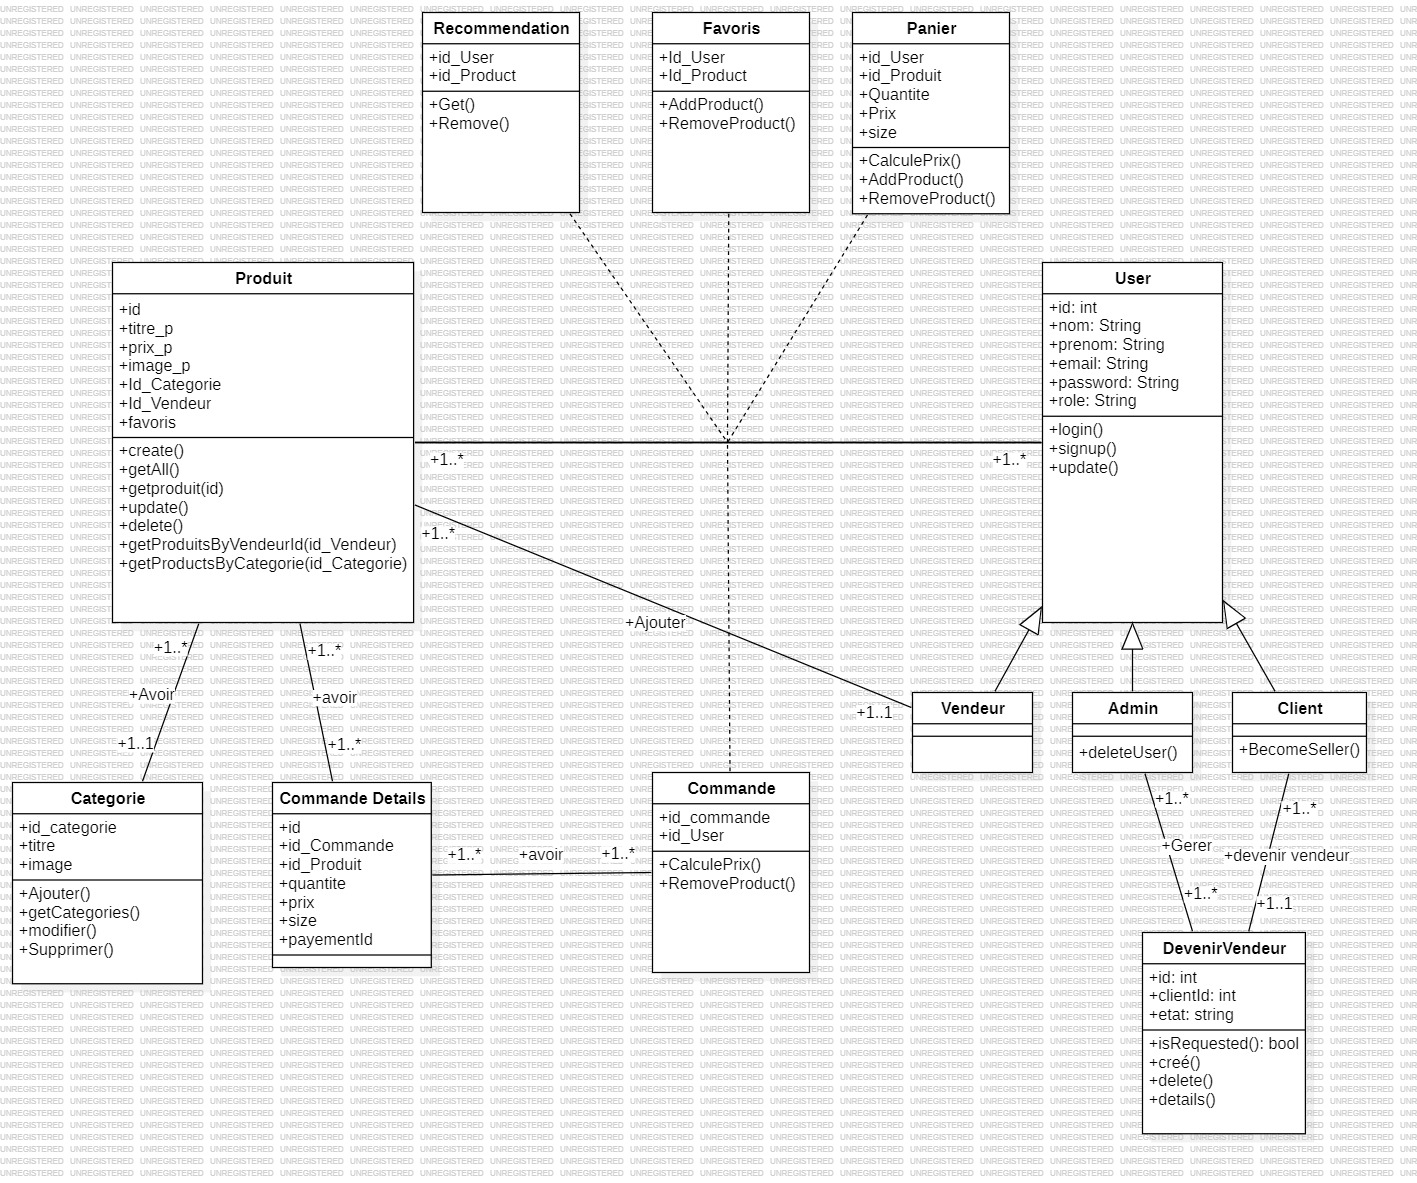 Recommendation
+id_User
+id_Product
+Get()
+Remove()
Favoris
+Id_User
+Id_Product
+AddProduct()
+RemoveProduct()
Panier
+id_User
+id_Produit
+Quantite
+Prix
+size
+CalculePrix()
+AddProduct()
+RemoveProduct()
Produit
+id
+titre_p
+prix_p
+image_p
+Id_Categorie
+Id_Vendeur
+favoris
+create()
+getAll()
+getproduit(id)
+update()
+delete()
+getProduitsByVendeurId(id_Vendeur)
+getProductsByCategorie(id_Categorie)
User
+id: int
+nom: String
+prenom: String
+email: String
+password: String
+role: String
+login()
+signup()
+update()
+1..*
+1..*
+1..*
+Ajouter
+1..1
+1..*
+Avoir
+1..1
+1..*
+avoir
+1..*
Vendeur
Admin
+deleteUser()
Client
+BecomeSeller()
Categorie
+id_categorie
+titre
+image
+Ajouter()
+getCategories()
+modifier()
+Supprimer()
Commande Details
+id
+id_Commande
+id_Produit
+quantite
+prix
+size
+payementId
+1..*
+avoir
+1..*
Commande
+id_commande
+id_User
+CalculePrix()
+RemoveProduct()
+1..*
+Gerer
+1..*
+1..*
+devenir vendeur
+1..1
DevenirVendeur
+id: int
+clientId: int
+etat: string
+isRequested(): bool
+creé()
+delete()
+details()
UNREGISTERED